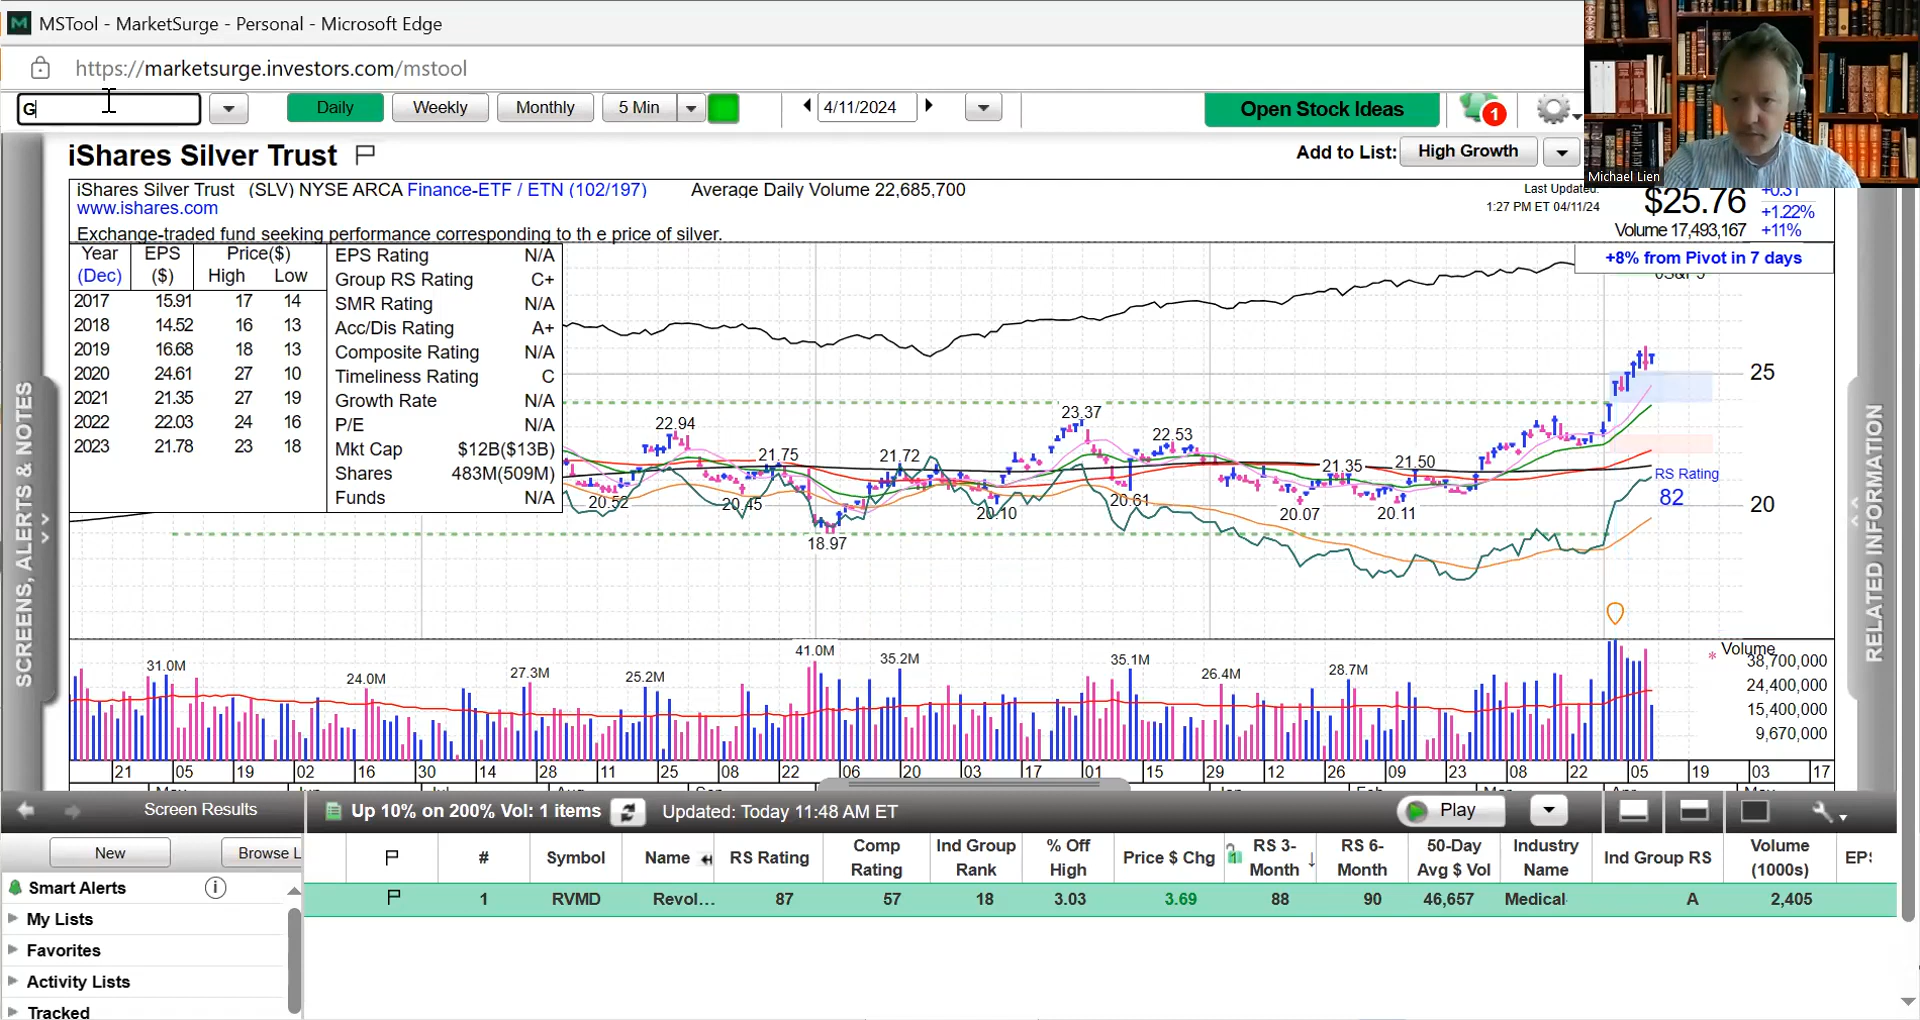 MSTool - MarketSurge - Personal - Microsoft Edge
https://marketsurge.investors.com/mstool
G
Daily
Weekly
Monthly
5 Min
4/11/2024
Open Stock Ideas
1
iShares Silver Trust
Add to List:
High Growth
Michael Lien
iShares Silver Trust (SLV) NYSE ARCA Finance-ETF / ETN (102/197) Average Daily Volume 22,685,700
www.ishares.com
Exchange-traded fund seeking performance corresponding to th e price of silver.
Last Updated:
1:27 PM ET 04/11/24
$25.76
+0.31
+1.22%
Volume 17,493,167 +11%
+8% from Pivot in 7 days
Year EPS Price($)
(Dec) ($) High Low
2017 15.91 17 14
2018 14.52 16 13
2019 16.68 18 13
2020 24.61 27 10
2021 21.35 27 19
2022 22.03 24 16
2023 21.78 23 18
EPS Rating N/A
Group RS Rating C+
SMR Rating N/A
Acc/Dis Rating A+
Composite Rating N/A
Timeliness Rating C
Growth Rate N/A
P/E N/A
Mkt Cap $12B($13B)
Shares 483M(509M)
Funds N/A
22.94
21.75
21.72
23.37
22.53
21.35
21.50
20.52
20.45
18.97
20.10
20.61
20.07
20.11
25
20
RS Rating
82
31.0M
24.0M
27.3M
25.2M
41.0M
35.2M
35.1M
26.4M
28.7M
* Volume
38,700,000
24,400,000
15,400,000
9,670,000
21 05 19 02 16 30 14 28 11 25 08 22 06 20 03 17 01 15 29 12 26 09 23 08 22 05 19 03 17
SCREENS, ALERTS & NOTES
RELATED INFORMATION
Screen Results
Up 10% on 200% Vol: 1 items
Updated: Today 11:48 AM ET
Play
New
Browse L
Smart Alerts
i
My Lists
Favorites
Activity Lists
Tracked
# Symbol Name RS Rating Comp Rating Ind Group Rank % Off High Price $ Chg RS 3-Month RS 6-Month 50-Day Avg $ Vol Industry Name Ind Group RS Volume (1000s) EPS
1 RVMD Revol... 87 57 18 3.03 3.69 88 90 46,657 Medical A 2,405